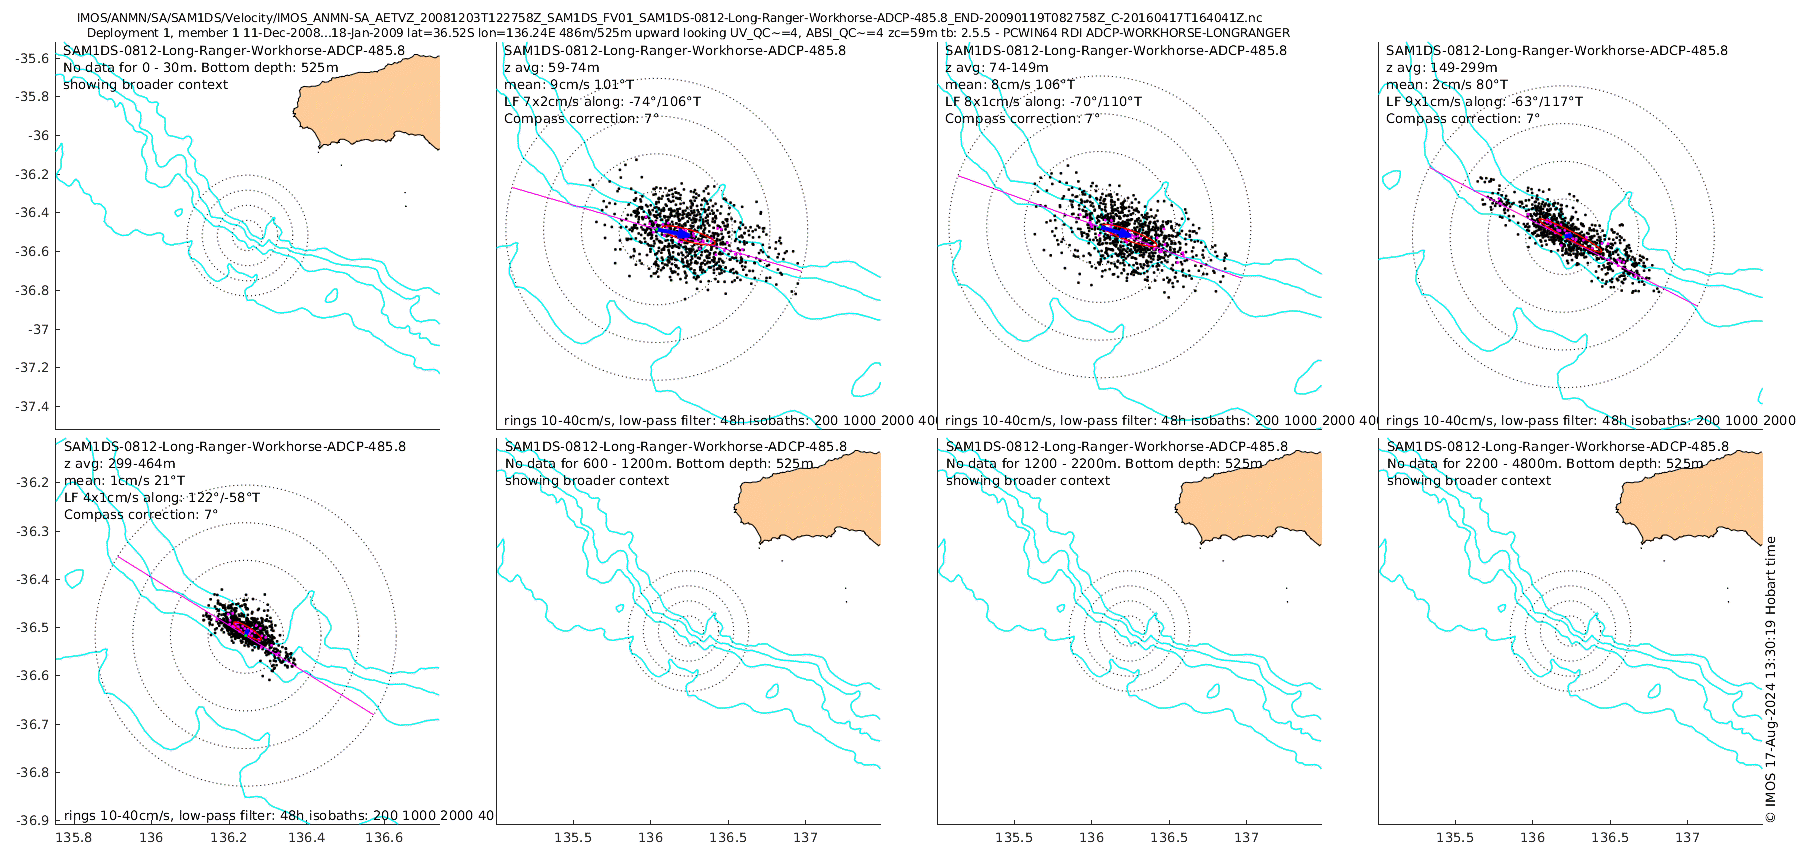 IMOS/ANMN/SA/SAM1DS/Velocity/IMOS_ANMN-SA_AETVZ_20081203T122758Z_SAM1DS_FV01_SAM1DS-0812-Long-Ranger-Workhorse-ADCP-485.8_END-20090119T082758Z_C-20160417T164041Z.nc
Deployment 1, member 1 11-Dec-2008...18-Jan-2009 lat=36.52S lon=136.24E 486m/525m upward looking UV_QC~=4, ABSI_QC~=4 zc=59m tb: 2.5.5 - PCWIN64 RDI ADCP-WORKHORSE-LONGRANGER
SAM1DS-0812-Long-Ranger-Workhorse-ADCP-485.8
No data for 0 - 30m. Bottom depth: 525m
showing broader context
-35.6
-35.8
-36
-36.2
-36.4
-36.6
-36.8
-37
-37.2
-37.4
SAM1DS-0812-Long-Ranger-Workhorse-ADCP-485.8
z avg: 59-74m
mean: 9cm/s 101°T
LF 7x2cm/s along: -74°/106°T
Compass correction: 7°
rings 10-40cm/s, low-pass filter: 48h isobaths: 200 1000 2000 40
SAM1DS-0812-Long-Ranger-Workhorse-ADCP-485.8
z avg: 74-149m
mean: 8cm/s 106°T
LF 8x1cm/s along: -70°/110°T
Compass correction: 7°
rings 10-40cm/s, low-pass filter: 48h isobaths: 200 1000 2000 40
SAM1DS-0812-Long-Ranger-Workhorse-ADCP-485.8
z avg: 149-299m
mean: 2cm/s 80°T
LF 9x1cm/s along: -63°/117°T
Compass correction: 7°
rings 10-40cm/s, low-pass filter: 48h isobaths: 200 1000 2000
SAM1DS-0812-Long-Ranger-Workhorse-ADCP-485.8
z avg: 299-464m
mean: 1cm/s 21°T
LF 4x1cm/s along: 122°/-58°T
Compass correction: 7°
rings 10-40cm/s, low-pass filter: 48h isobaths: 200 1000 2000 40
-36.2
-36.3
-36.4
-36.5
-36.6
-36.7
-36.8
-36.9
135.8
136
136.2
136.4
136.6
SAM1DS-0812-Long-Ranger-Workhorse-ADCP-485.8
No data for 600 - 1200m. Bottom depth: 525m
showing broader context
135.5
136
136.5
137
SAM1DS-0812-Long-Ranger-Workhorse-ADCP-485.8
No data for 1200 - 2200m. Bottom depth: 525m
showing broader context
135.5
136
136.5
137
SAM1DS-0812-Long-Ranger-Workhorse-ADCP-485.8
No data for 2200 - 4800m. Bottom depth: 525m
showing broader context
135.5
136
136.5
137
© IMOS 17-Aug-2024 13:30:19 Hobart time